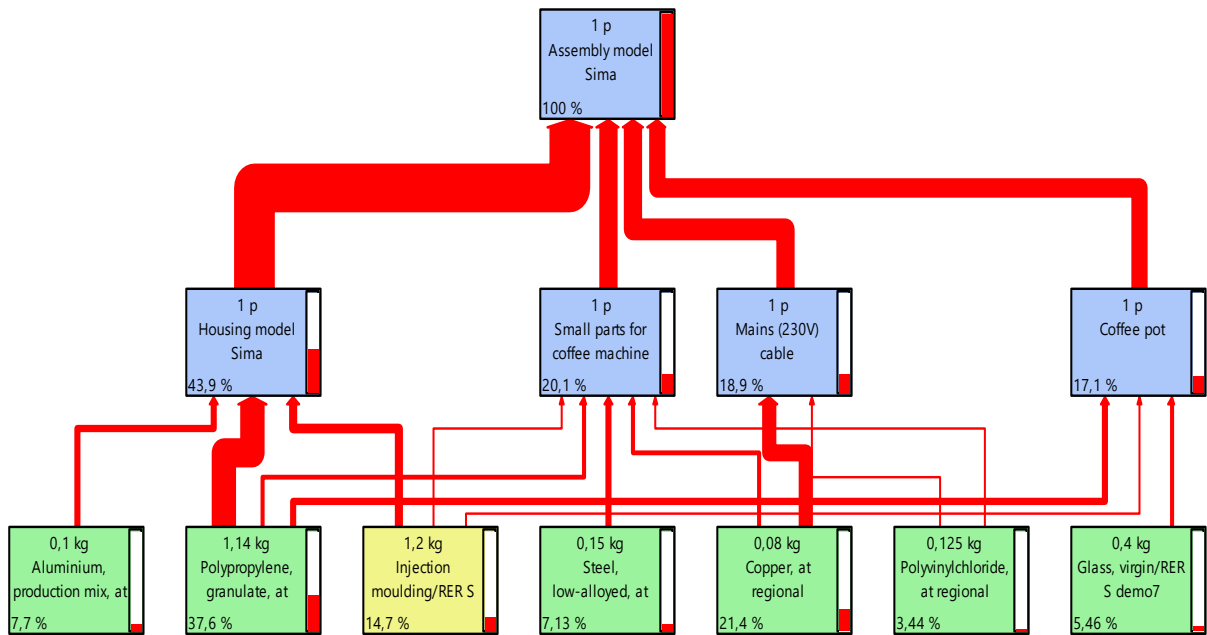 1 p
Assembly model
Sima
100 %
1 p
Housing model
Sima
43,9 %
1 p
Small parts for
coffee machine
20,1 %
1 p
Mains (230V)
cable
18,9 %
1 p
Coffee pot
17,1 %
0,1 kg
Aluminium,
production mix, at
7,7 %
1,14 kg
Polypropylene,
granulate, at
37,6 %
1,2 kg
Injection
moulding/RER S
14,7 %
0,15 kg
Steel,
low-alloyed, at
7,13 %
0,08 kg
Copper, at
regional
21,4 %
0,125 kg
Polyvinylchloride,
at regional
3,44 %
0,4 kg
Glass, virgin/RER
S demo7
5,46 %